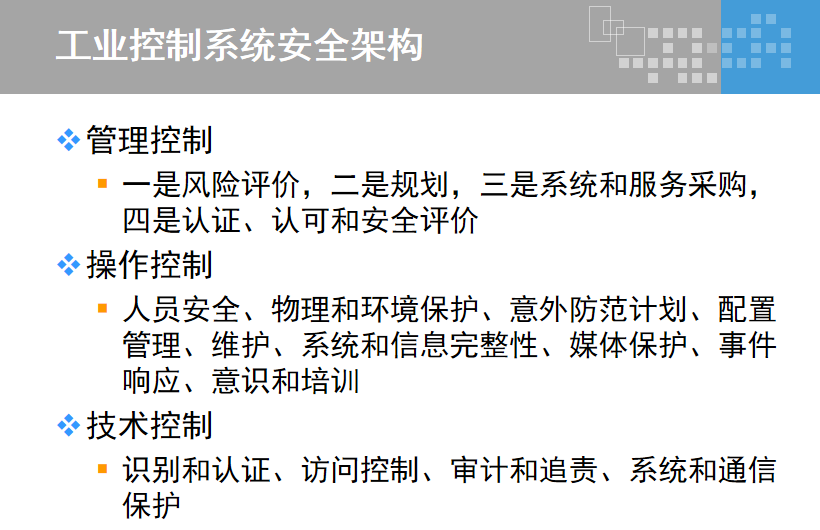 工业控制系统安全架构
管理控制
一是风险评价，二是规划，三是系统和服务采购，
四是认证、认可和安全评价
操作控制
人员安全、物理和环境保护、意外防范计划、配置
管理、维护、系统和信息完整性、媒体保护、事件
响应、意识和培训
技术控制
识别和认证、访问控制、审计和追责、系统和通信
保护